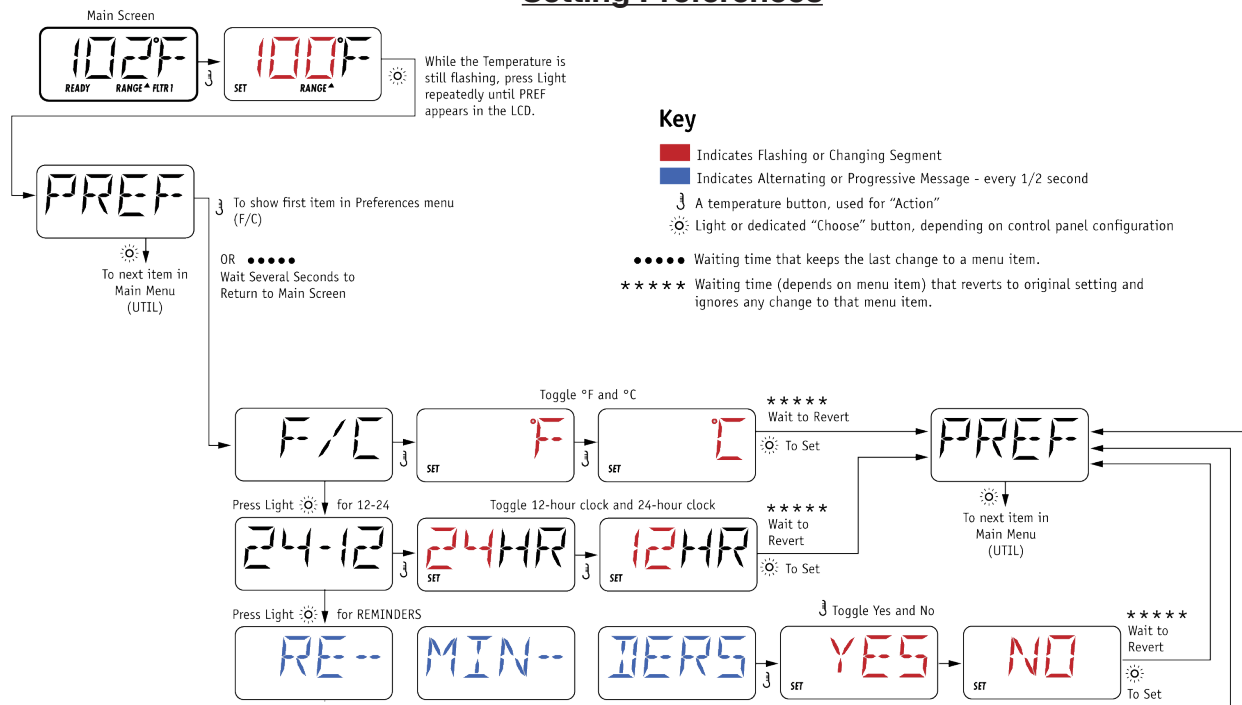 Setting Preferences
Main Screen
102°F
READY RANGE FLTR1
100°F
SET RANGE
While the Temperature is
still flashing, press Light
repeatedly until PREF
appears in the LCD.
Key
Indicates Flashing or Changing Segment
Indicates Alternating or Progressive Message - every 1/2 second
A temperature button, used for “Action”
Light or dedicated “Choose” button, depending on control panel configuration
●●●●● Waiting time that keeps the last change to a menu item.
***** Waiting time (depends on menu item) that reverts to original setting and
ignores any change to that menu item.
PREF
To show first item in Preferences menu
(F/C)
OR ●●●●●
Wait Several Seconds to
Return to Main Screen
To next item in
Main Menu
(UTIL)
Toggle °F and °C
F/C
°F
SET
°C
SET
*****
Wait to Revert
To Set
PREF
To next item in
Main Menu
(UTIL)
Press Light for 12-24
Toggle 12-hour clock and 24-hour clock
24-12
24HR
SET
12HR
SET
*****
Wait to
Revert
To Set
Press Light for REMINDERS
Toggle Yes and No
RE--
MIN--
DERS
YES
SET
NO
SET
*****
Wait to
Revert
To Set